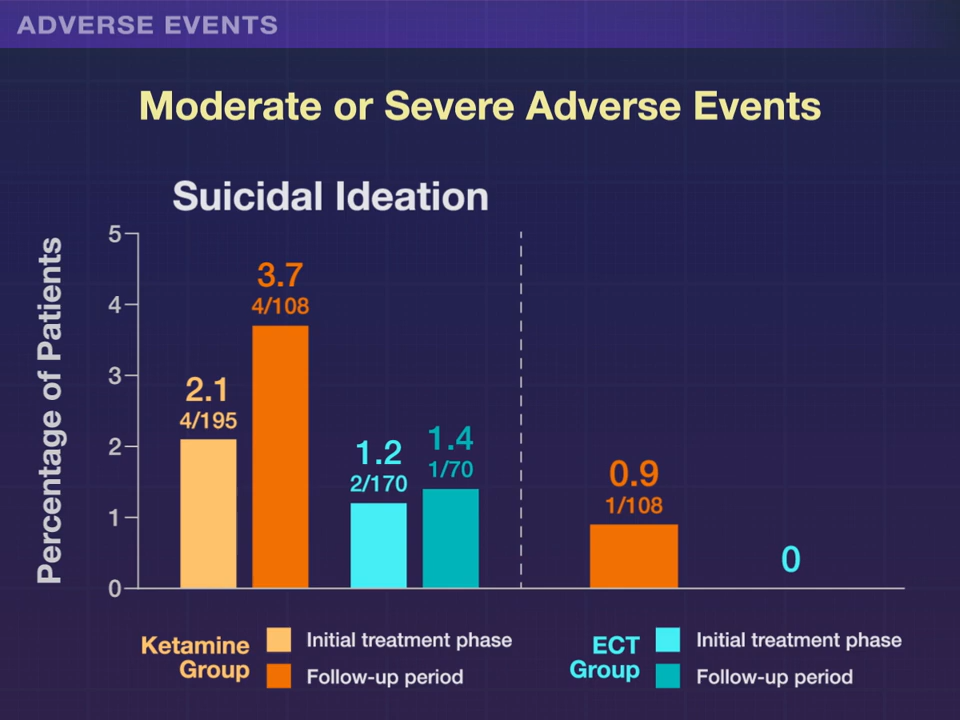 ADVERSE EVENTS
Moderate or Severe Adverse Events
Suicidal Ideation
Percentage of Patients
5
4
3
2
1
0
2.1
4/195
3.7
4/108
1.2
2/170
1.4
1/70
0.9
1/108
0
Ketamine Group
Initial treatment phase
Follow-up period
ECT Group
Initial treatment phase
Follow-up period